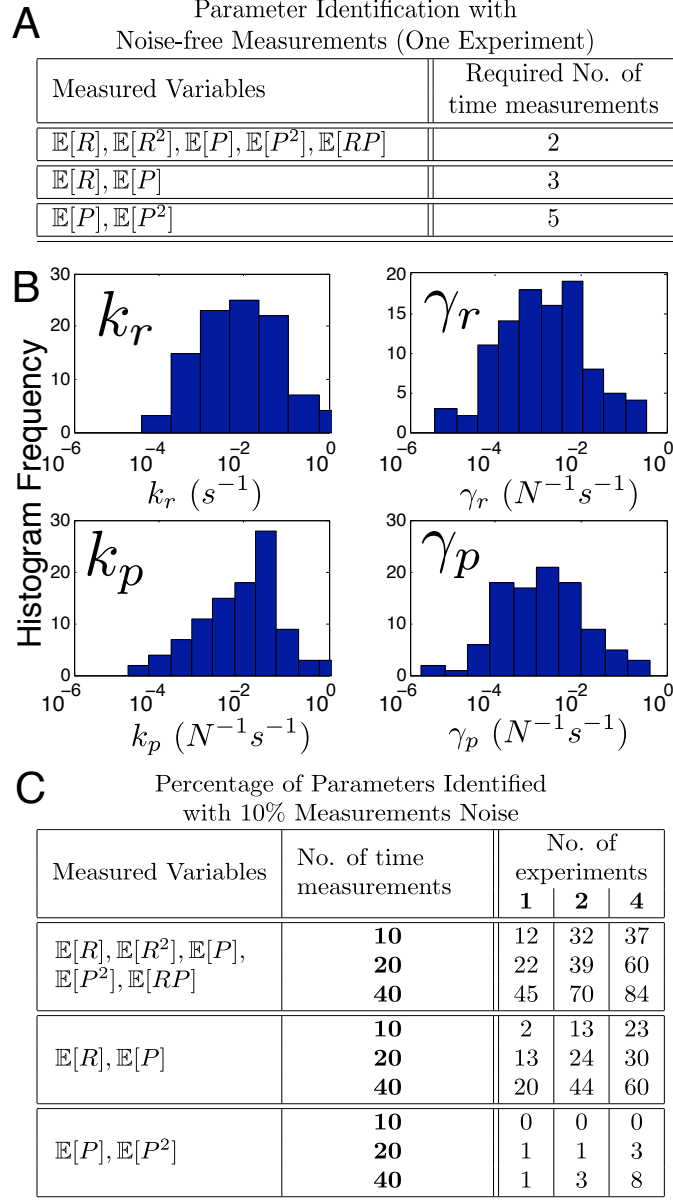 A
Parameter Identification with
Noise-free Measurements (One Experiment)
Measured Variables
Required No. of
time measurements
𝔼[R], 𝔼[R²], 𝔼[P], 𝔼[P²], 𝔼[RP] 2
𝔼[R], 𝔼[P] 3
𝔼[P], 𝔼[P²] 5
B
Histogram Frequency
30
20
10
0
k_r
10⁻⁶ 10⁻⁴ 10⁻² 10⁰
k_r (s⁻¹)
20
15
10
5
0
γ_r
10⁻⁶ 10⁻⁴ 10⁻² 10⁰
γ_r (N⁻¹s⁻¹)
30
20
10
0
k_p
10⁻⁶ 10⁻⁴ 10⁻² 10⁰
k_p (N⁻¹s⁻¹)
30
20
10
0
γ_p
10⁻⁶ 10⁻⁴ 10⁻² 10⁰
γ_p (N⁻¹s⁻¹)
C
Percentage of Parameters Identified
with 10% Measurements Noise
Measured Variables
No. of time
measurements
No. of
experiments
1 2 4
𝔼[R], 𝔼[R²], 𝔼[P],
𝔼[P²], 𝔼[RP]
10 12 32 37
20 22 39 60
40 45 70 84
𝔼[R], 𝔼[P]
10 2 13 23
20 13 24 30
40 20 44 60
𝔼[P], 𝔼[P²]
10 0 0 0
20 1 1 3
40 1 3 8